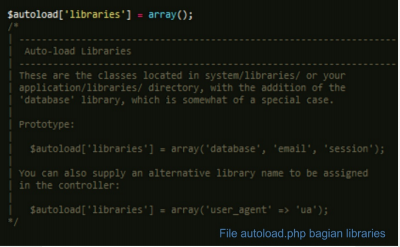 $autoload['libraries'] = array();
/*
| -------------------------------------------------------------------
|  Auto-load Libraries
| -------------------------------------------------------------------
| These are the classes located in system/libraries/ or your
| application/libraries/ directory, with the addition of the
| 'database' library, which is somewhat of a special case.
|
| Prototype:
|
|	$autoload['libraries'] = array('database', 'email', 'session');
|
| You can also supply an alternative library name to be assigned
| in the controller:
|
|	$autoload['libraries'] = array('user_agent' => 'ua');
*/
File autoload.php bagian libraries